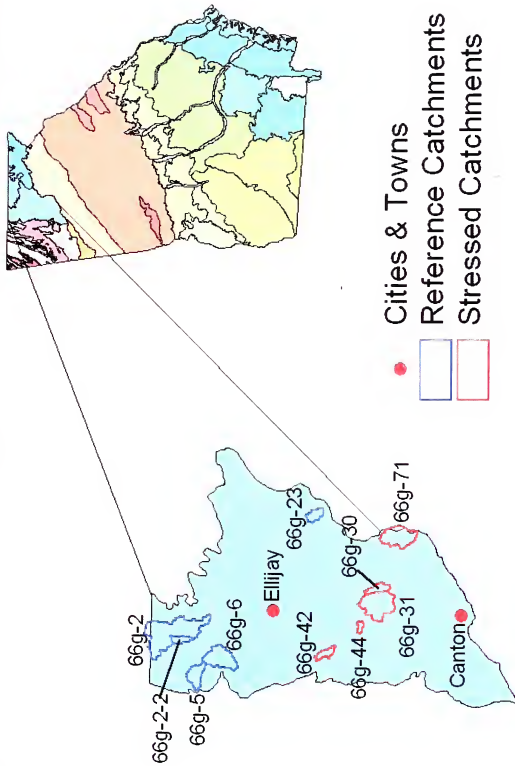 66g-2
66g-2-2
66g-5
66g-6
66g-23
Ellijay
66g-42
66g-30
66g-44
66g-31
66g-71
Canton
Cities & Towns
Reference Catchments
Stressed Catchments